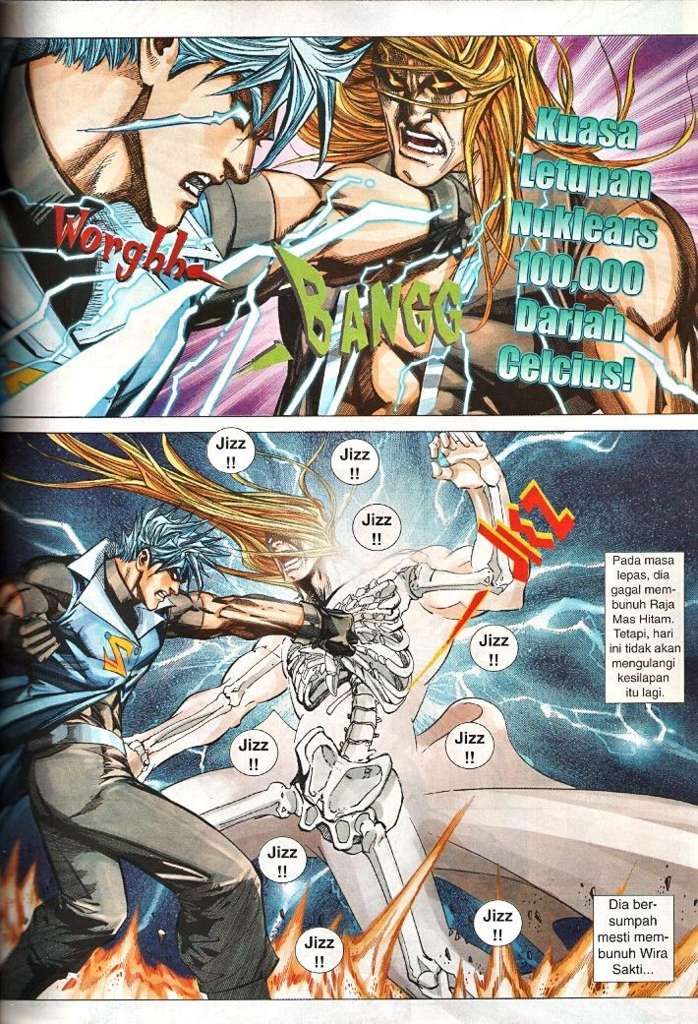 Worghh
BANGG
Kuasa
Letupan
Nuklears
100,000
Darjah
Celcius!
Jizz
!!
Jizz
!!
Jizz
!!
JKZ
Pada masa
lepas, dia
gagal mem-
bunuh Raja
Mas Hitam.
Tetapi, hari
ini tidak akan
mengulangi
kesilapan
itu lagi.
Jizz
!!
Jizz
!!
Jizz
!!
Jizz
!!
Jizz
!!
Jizz
!!
Dia ber-
sumpah
mesti mem-
bunuh Wira
Sakti...